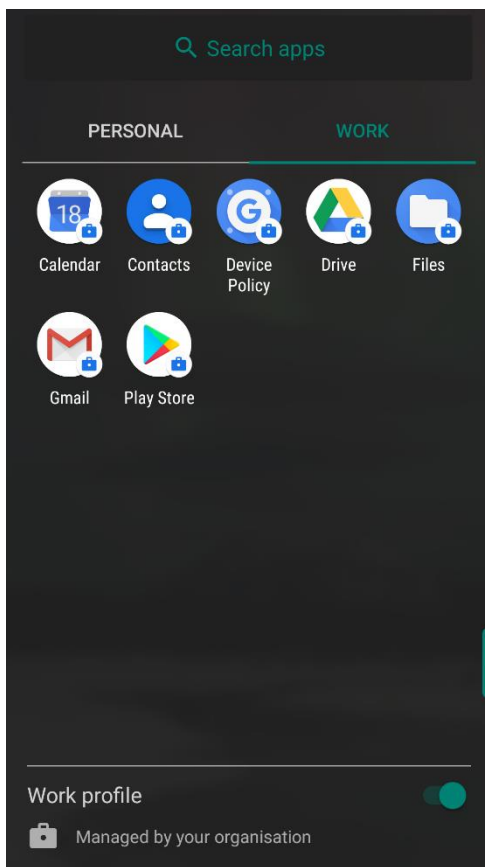 Search apps
PERSONAL WORK
18
Calendar Contacts Device Policy Drive Files
Gmail Play Store
Work profile
Managed by your organisation